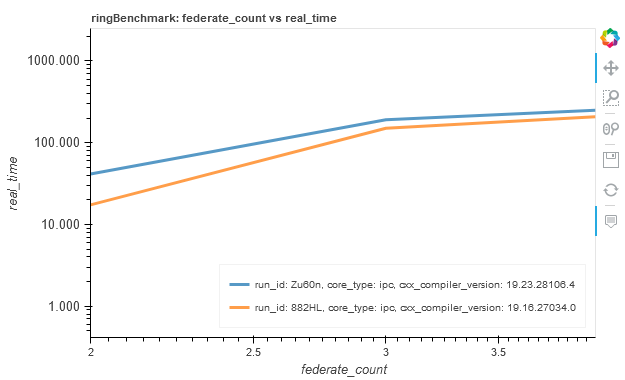 ringBenchmark: federate_count vs real_time
1000.000
100.000
10.000
1.000
real_time
run_id: Zu60n, core_type: ipc, cxx_compiler_version: 19.23.28106.4
run_id: 882HL, core_type: ipc, cxx_compiler_version: 19.16.27034.0
2
2.5
3
3.5
federate_count